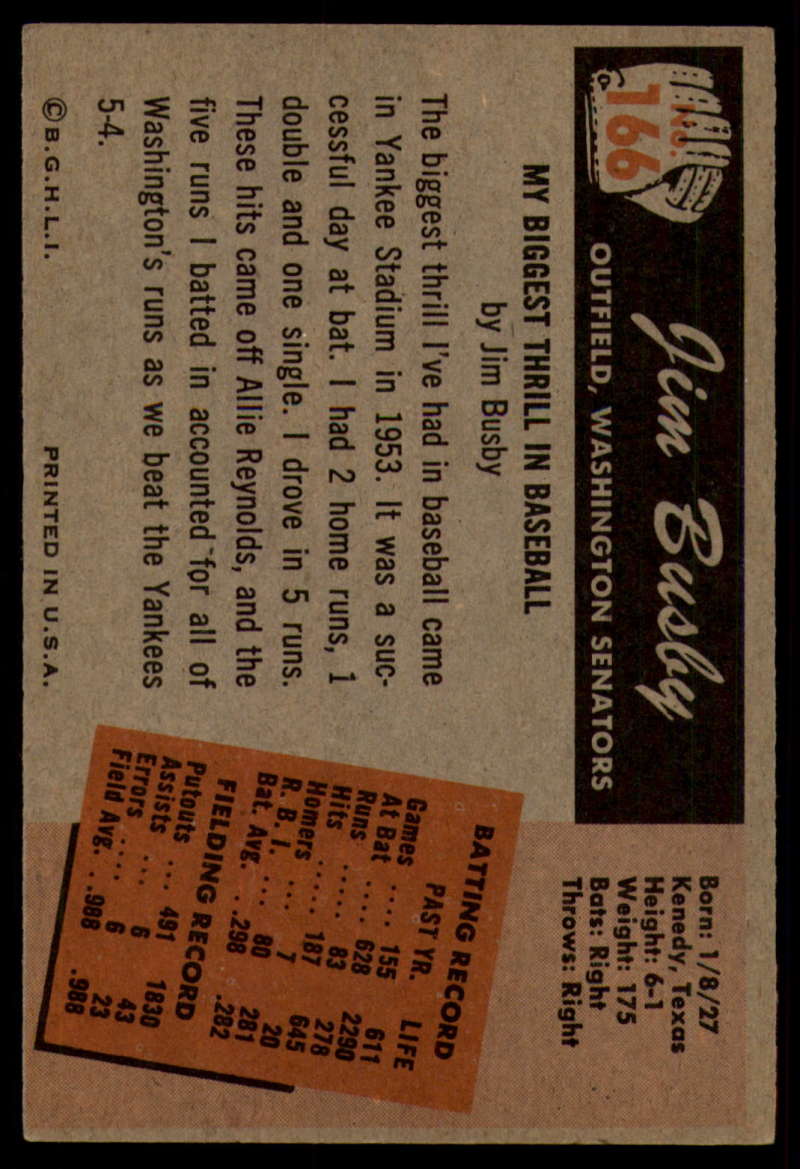 NO.
166
Jim Busby
OUTFIELD, WASHINGTON SENATORS
Born: 1/8/27
Kenedy, Texas
Height: 6-1
Weight: 175
Bats: Right
Throws: Right
MY BIGGEST THRILL IN BASEBALL
by Jim Busby
The biggest thrill I've had in baseball came
in Yankee Stadium in 1953. It was a suc-
cessful day at bat. I had 2 home runs, 1
double and one single. I drove in 5 runs.
These hits came off Allie Reynolds, and the
five runs I batted in accounted for all of
Washington's runs as we beat the Yankees
5-4.
BATTING RECORD
PAST YR. LIFE
Games .... 155 611
At Bat .... 628 2290
Runs ..... 83 278
Hits ..... 187 645
Homers ... 7 20
R. B. I. ... 80 281
Bat. Avg. . .298 .282
FIELDING RECORD
Putouts ... 491 1830
Assists ... 6 43
Errors .... 6 23
Field Avg. . .988 .988
© B.G.H.L.I. PRINTED IN U.S.A.